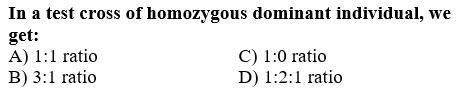 In a test cross of homozygous dominant individual, we
get:
A) 1:1 ratio C) 1:0 ratio
B) 3:1 ratio D) 1:2:1 ratio